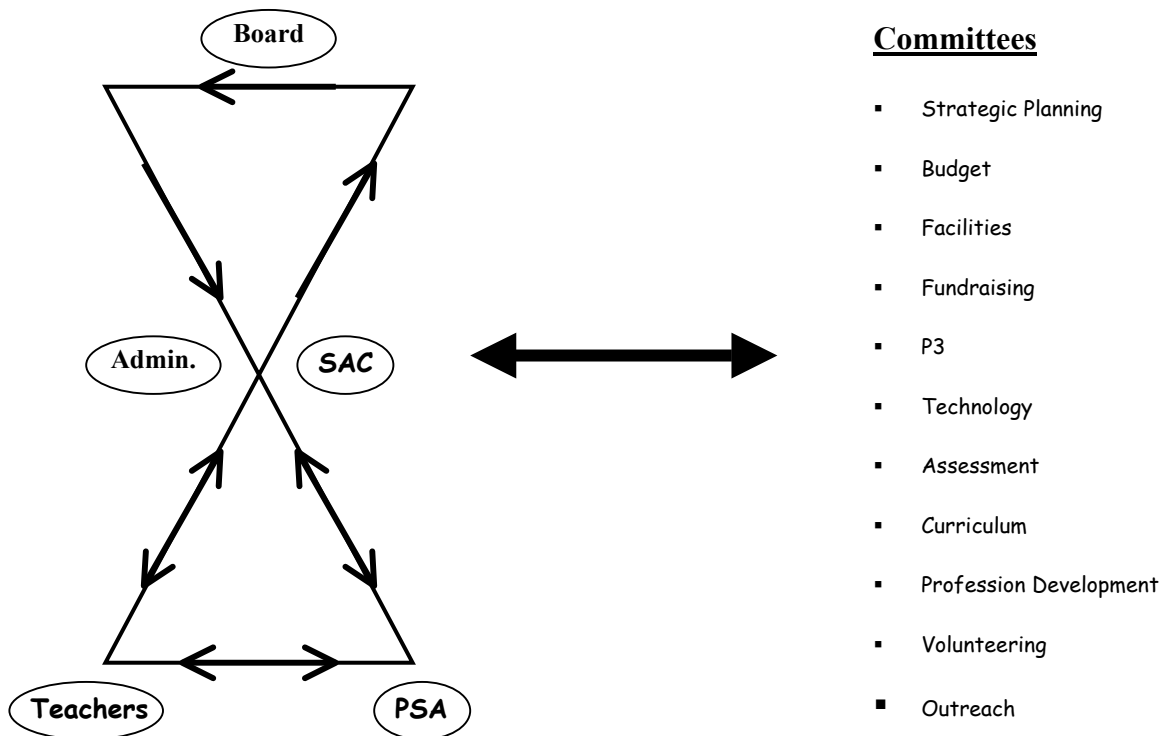 Board
Admin.
SAC
Teachers
PSA
Committees
▪ Strategic Planning
▪ Budget
▪ Facilities
▪ Fundraising
▪ P3
▪ Technology
▪ Assessment
▪ Curriculum
▪ Profession Development
▪ Volunteering
▪ Outreach